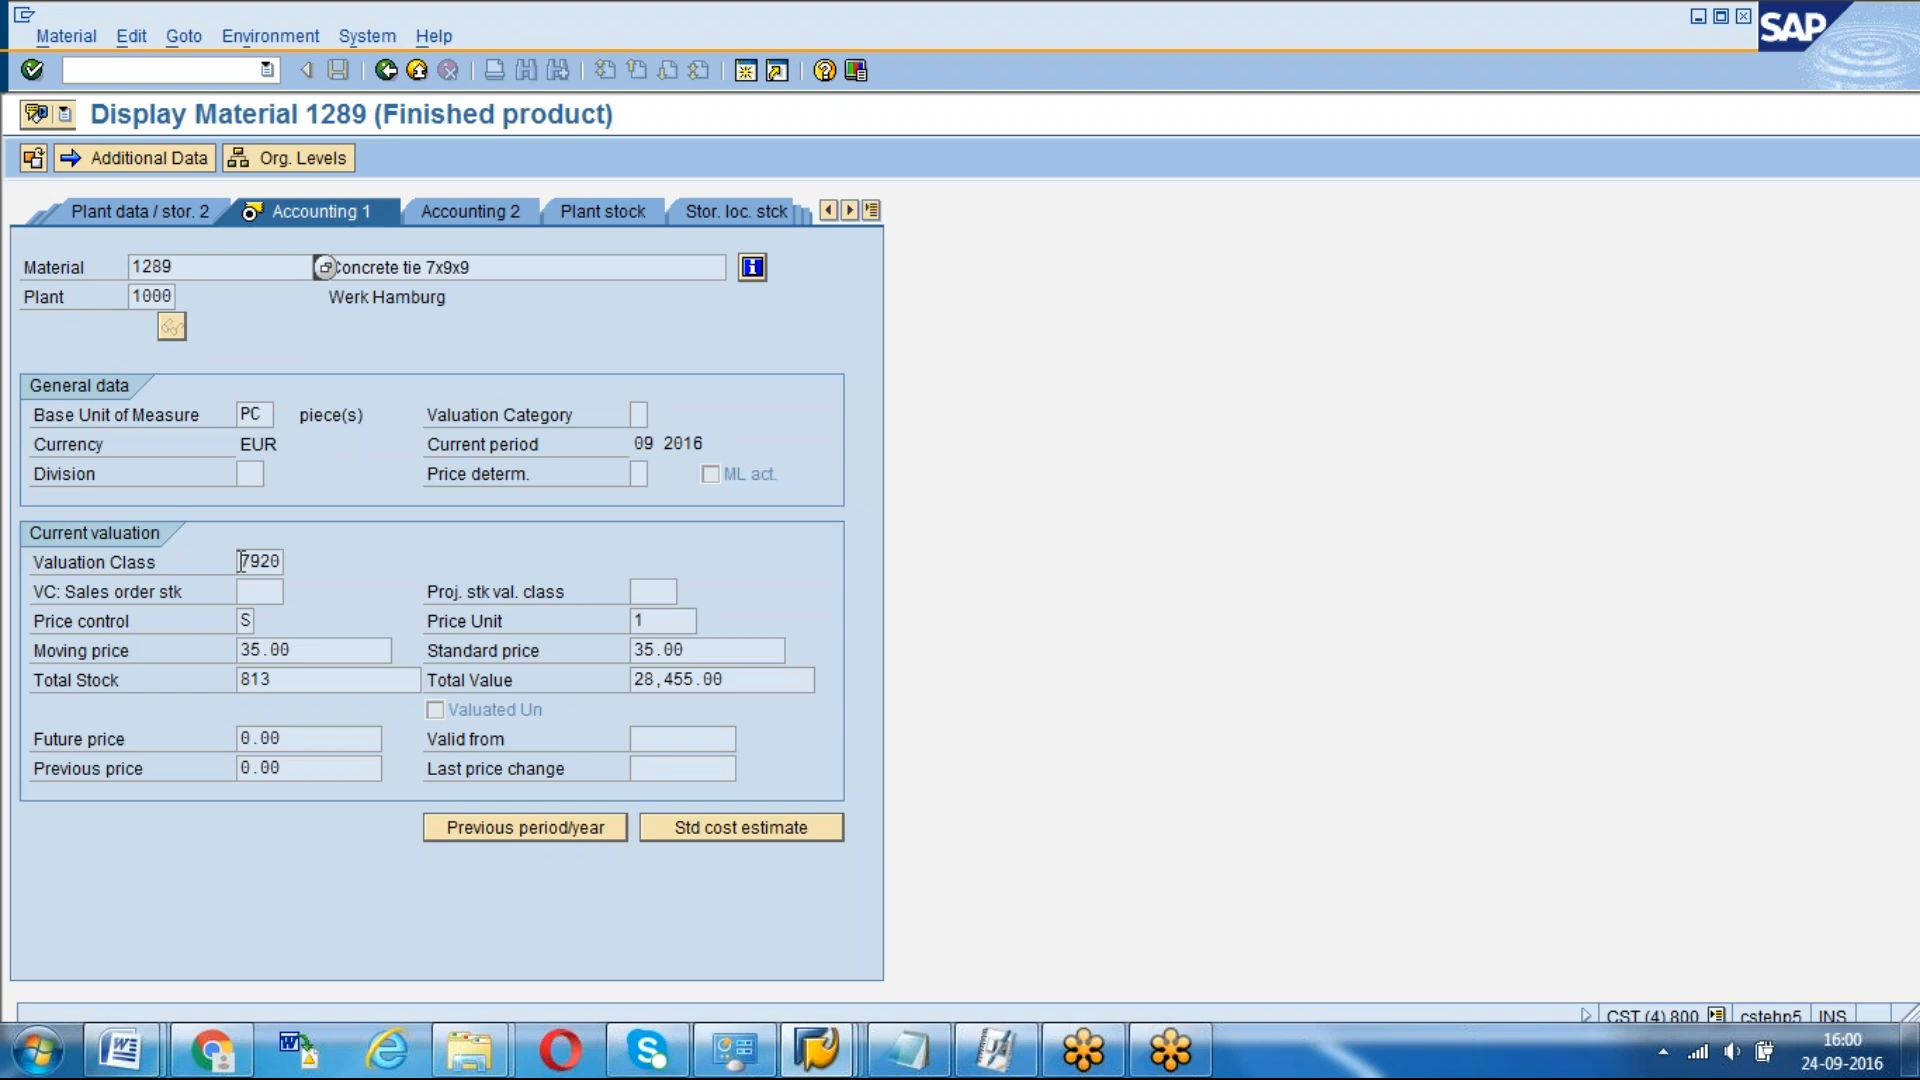 Material Edit Goto Environment System Help
SAP
Display Material 1289 (Finished product)
Additional Data Org. Levels
Plant data / stor. 2 Accounting 1 Accounting 2 Plant stock Stor. loc. stck
Material 1289 Concrete tie 7x9x9
Plant 1000 Werk Hamburg
General data
Base Unit of Measure PC piece(s) Valuation Category
Currency EUR Current period 09 2016
Division Price determ. ML act.
Current valuation
Valuation Class 7920
VC: Sales order stk Proj. stk val. class
Price control S Price Unit 1
Moving price 35.00 Standard price 35.00
Total Stock 813 Total Value 28,455.00
Valuated Un
Future price 0.00 Valid from
Previous price 0.00 Last price change
Previous period/year Std cost estimate
CST (4) 800 cstehp5 INS
16:00
24-09-2016